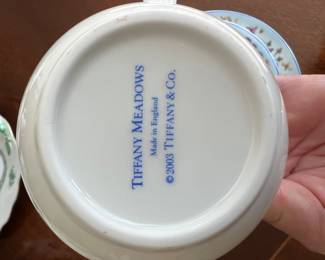 TIFFANY MEADOWS
Made in England
©2003 TIFFANY & CO.